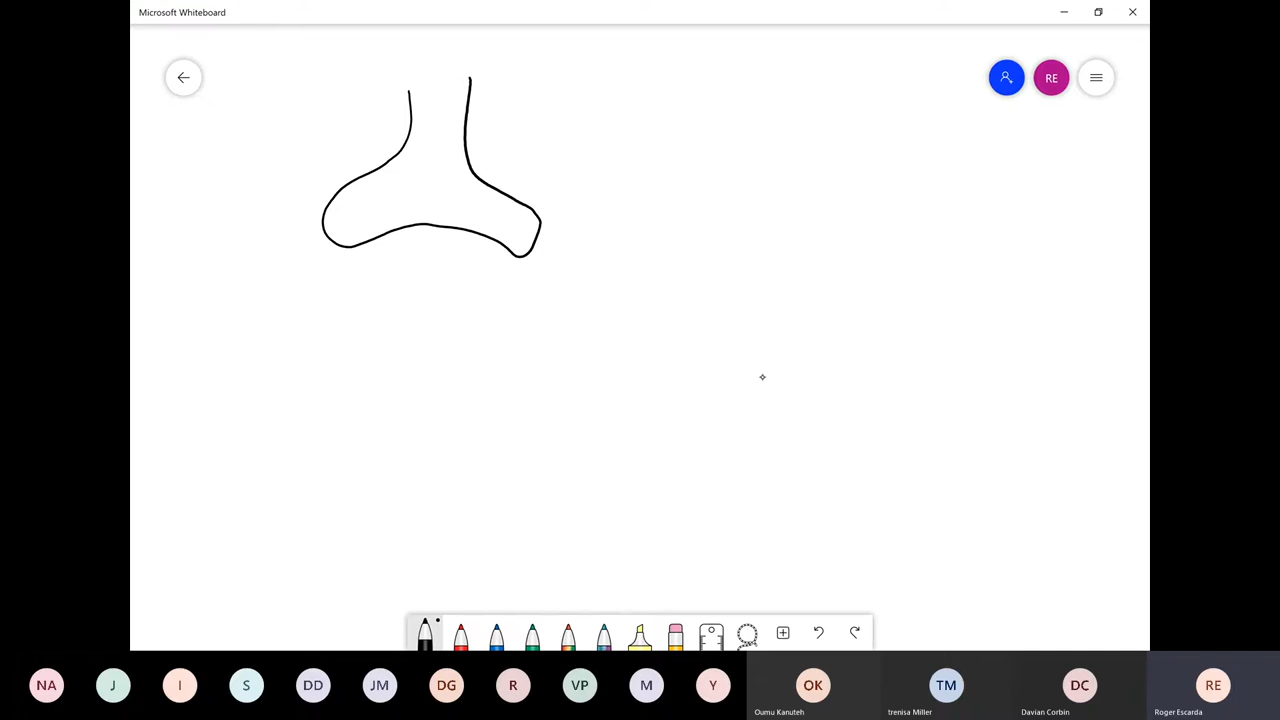 Microsoft Whiteboard
RE
NA
J
I
S
DD
JM
DG
R
VP
M
Y
OK
TM
DC
RE
Oumu Kanuteh
trenisa Miller
Davian Corbin
Roger Escarda